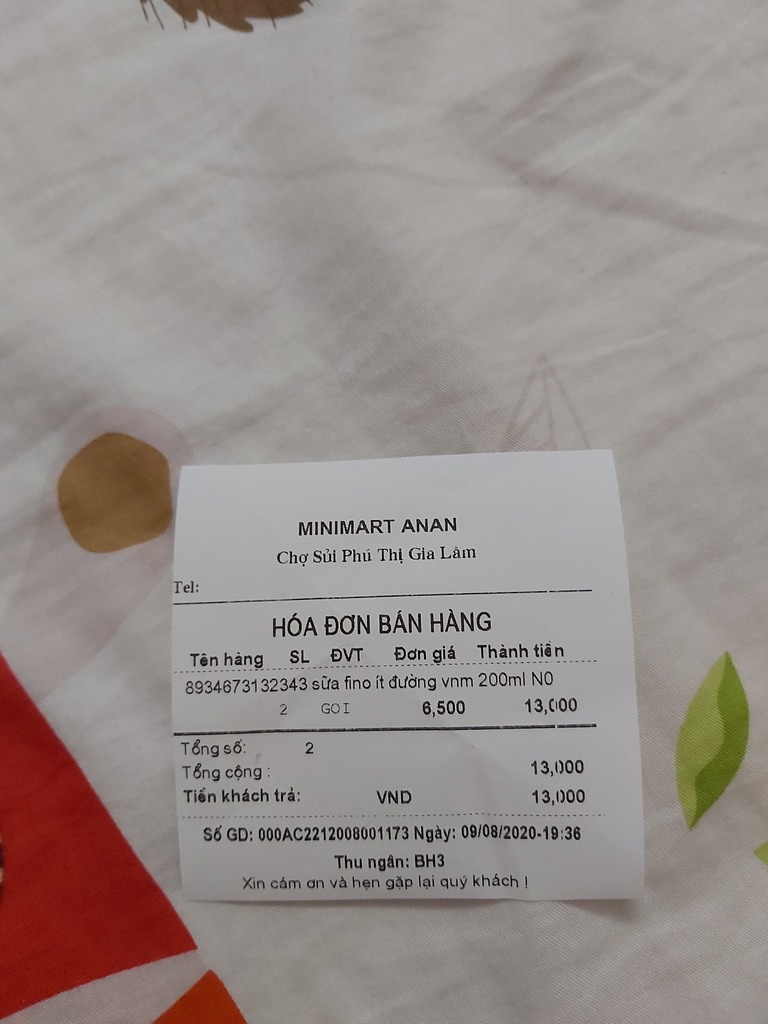 MINIMART ANAN
Chợ Sủi Phú Thị Gia Lâm
Tel:
HÓA ĐƠN BÁN HÀNG
Tên hàng SL ĐVT Đơn giá Thành tiền
8934673132343 sữa fino ít đường vnm 200ml N0
2 GOI 6,500 13,000
Tổng số: 2
Tổng cộng : 13,000
Tiền khách trả: VND 13,000
Số GD: 000AC2212008001173 Ngày: 09/08/2020-19:36
Thu ngân: BH3
Xin cám ơn và hẹn gặp lại quý khách !